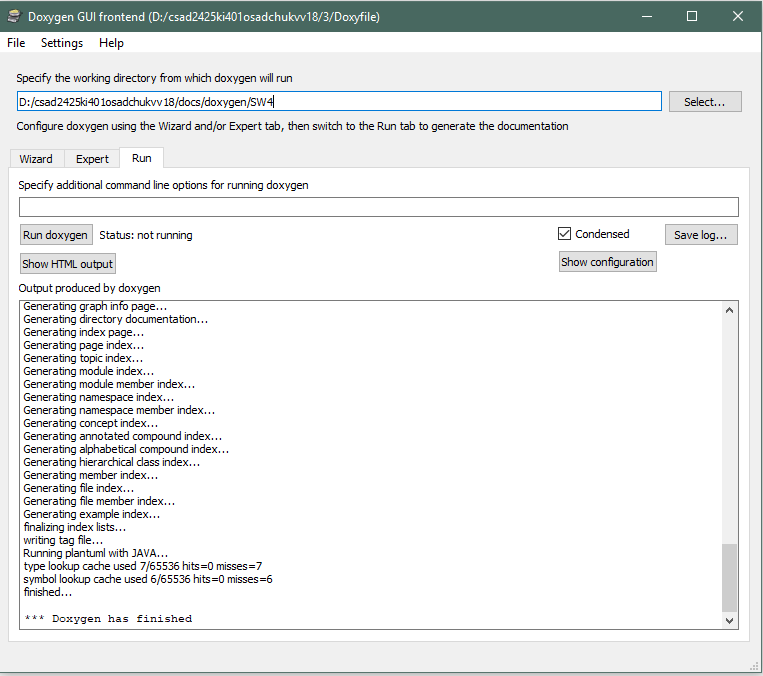 Doxygen GUI frontend (D:/csad2425ki401osadchukvv18/3/Doxyfile)
File Settings Help
Specify the working directory from which doxygen will run
D:/csad2425ki401osadchukvv18/docs/doxygen/SW4
Select...
Configure doxygen using the Wizard and/or Expert tab, then switch to the Run tab to generate the documentation
Wizard Expert Run
Specify additional command line options for running doxygen
Run doxygen Status: not running Condensed Save log...
Show HTML output Show configuration
Output produced by doxygen
Generating graph info page...
Generating directory documentation...
Generating index page...
Generating page index...
Generating topic index...
Generating module index...
Generating module member index...
Generating namespace index...
Generating namespace member index...
Generating concept index...
Generating annotated compound index...
Generating alphabetical compound index...
Generating hierarchical class index...
Generating member index...
Generating file index...
Generating file member index...
Generating example index...
finalizing index lists...
writing tag file...
Running plantuml with JAVA...
type lookup cache used 7/65536 hits=0 misses=7
symbol lookup cache used 6/65536 hits=0 misses=6
finished...
*** Doxygen has finished